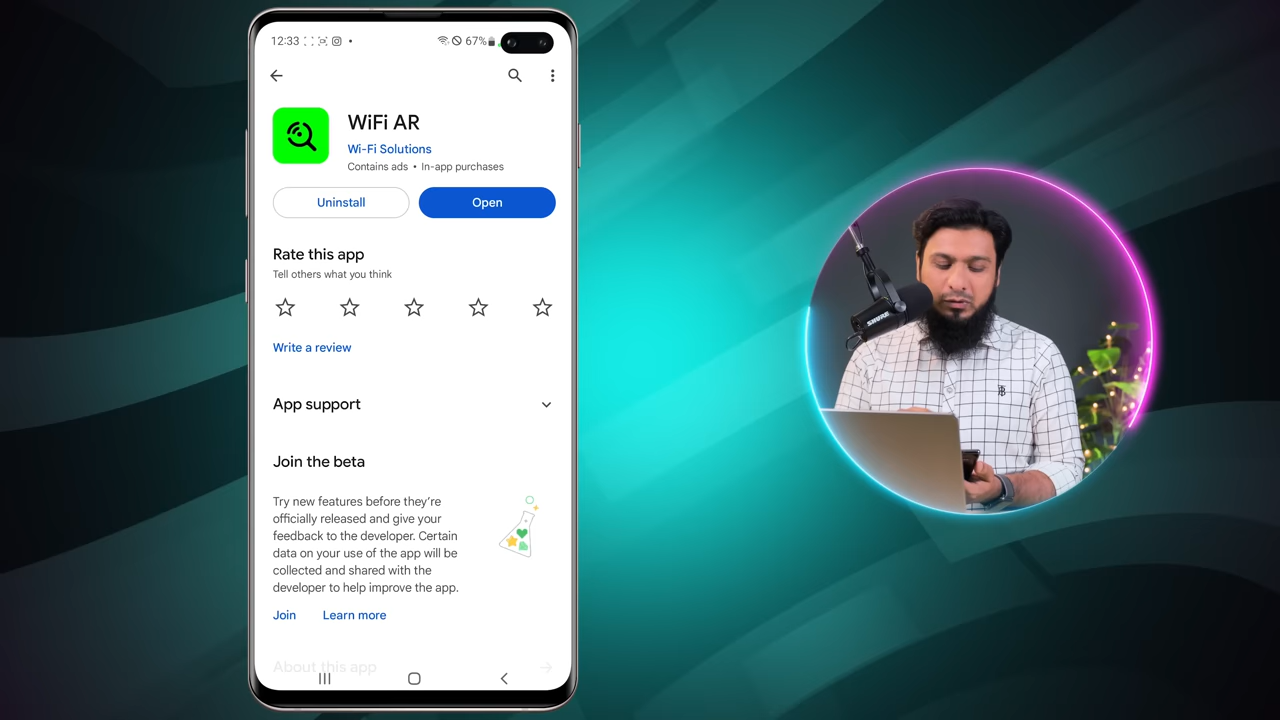 12:33
67%
WiFi AR
Wi-Fi Solutions
Contains ads • In-app purchases
Uninstall
Open
Rate this app
Tell others what you think
Write a review
App support
Join the beta
Try new features before they're
officially released and give your
feedback to the developer. Certain
data on your use of the app will be
collected and shared with the
developer to help improve the app.
Join
Learn more
About this app
SHURE